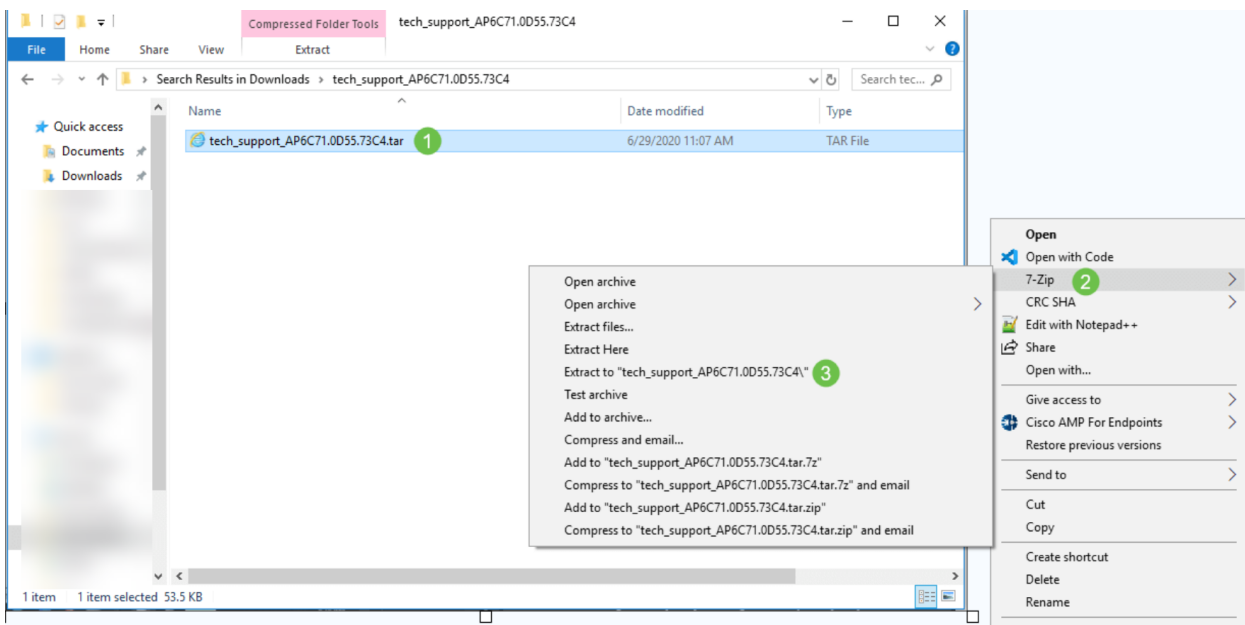 Compressed Folder Tools
tech_support_AP6C71.0D55.73C4
File
Home
Share
View
Extract
Search Results in Downloads > tech_support_AP6C71.0D55.73C4
Search tec...
Name
Date modified
Type
Quick access
Documents
Downloads
tech_support_AP6C71.0D55.73C4.tar
1
6/29/2020 11:07 AM
TAR File
Open archive
Open archive
Extract files...
Extract Here
Extract to "tech_support_AP6C71.0D55.73C4\"
3
Test archive
Add to archive...
Compress and email...
Add to "tech_support_AP6C71.0D55.73C4.tar.7z"
Compress to "tech_support_AP6C71.0D55.73C4.tar.7z" and email
Add to "tech_support_AP6C71.0D55.73C4.tar.zip"
Compress to "tech_support_AP6C71.0D55.73C4.tar.zip" and email
Open
Open with Code
7-Zip
2
CRC SHA
Edit with Notepad++
Share
Open with...
Give access to
Cisco AMP For Endpoints
Restore previous versions
Send to
Cut
Copy
Create shortcut
Delete
Rename
1 item
1 item selected 53.5 KB